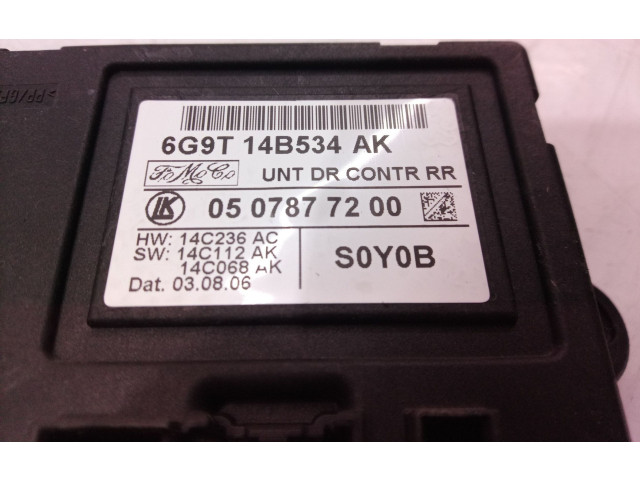 6G9T 14B534 AK
FoMoCo UNT DR CONTR RR
LK 05 0787 72 00
HW: 14C236 AC
SW: 14C112 AK
14C068 AK
Dat. 03.08.06
S0Y0B